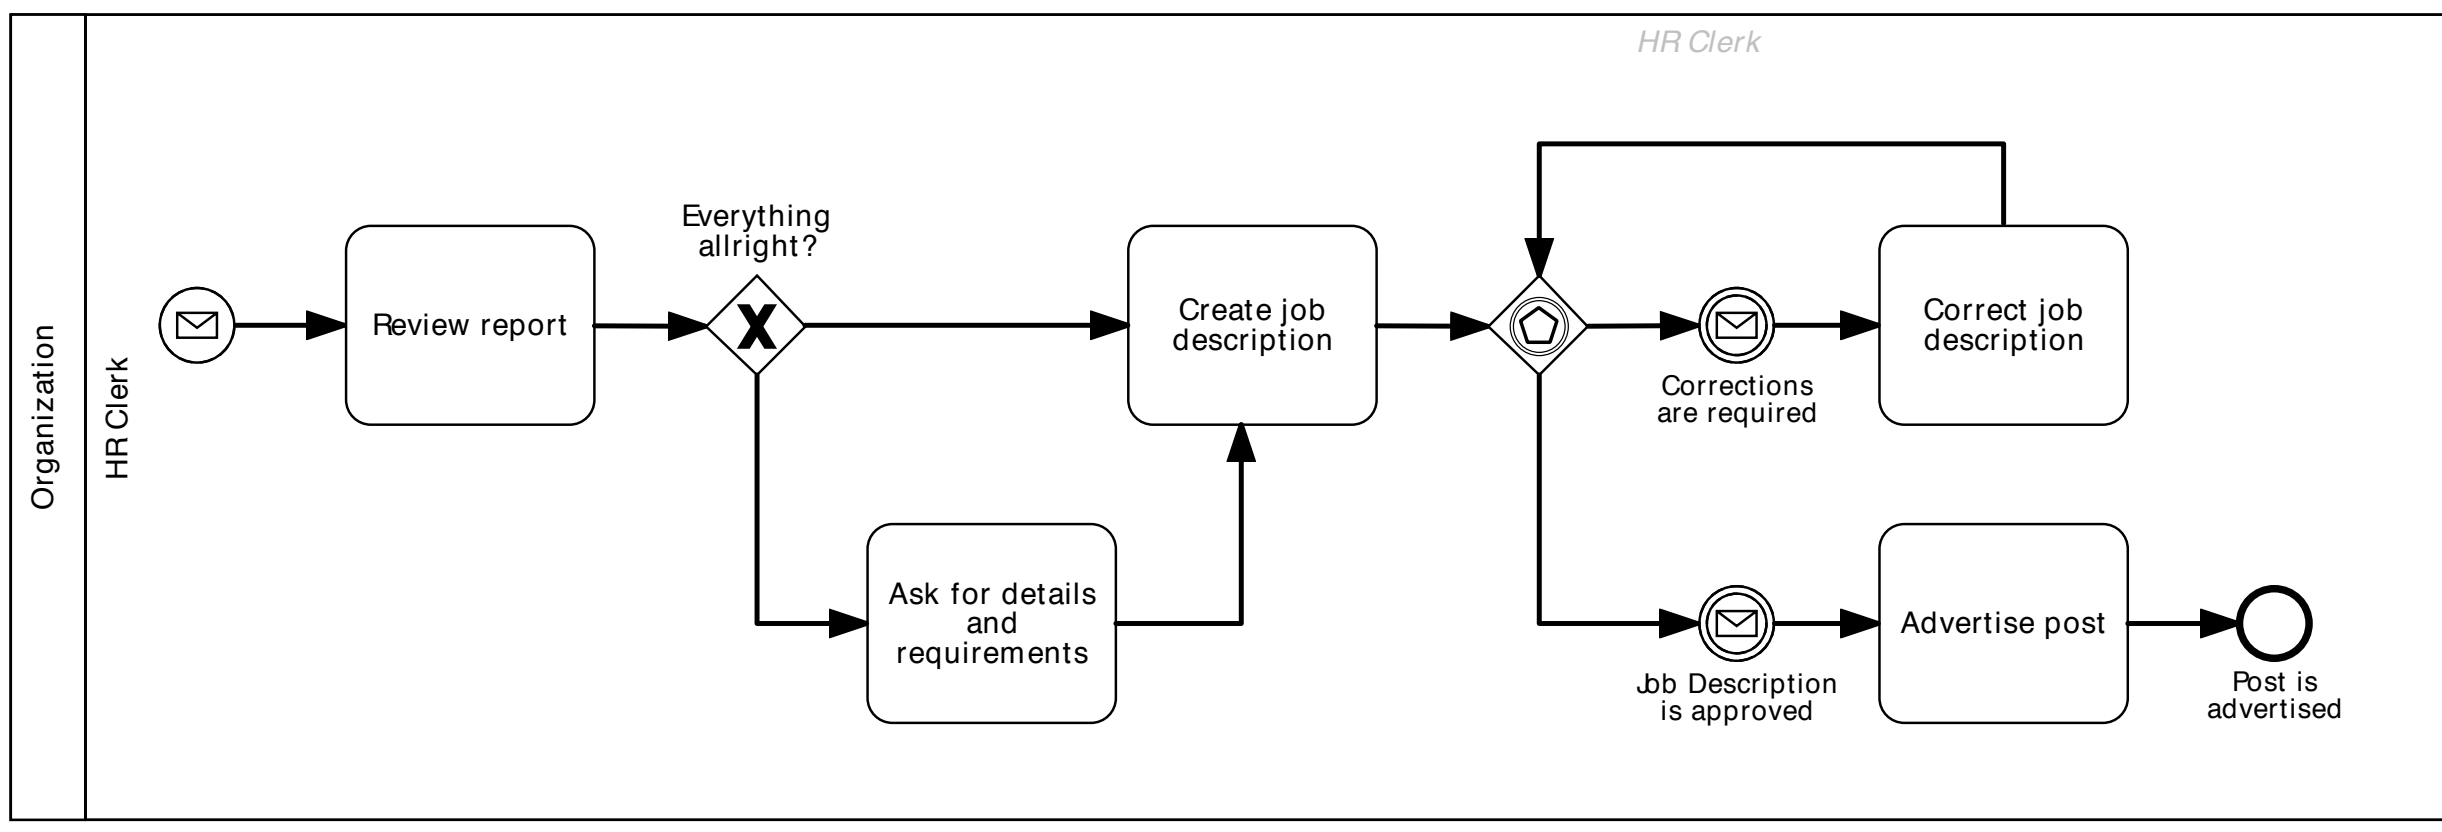 HR Clerk
Organization
HR Clerk
Review report
Everything
allright?
X
Create job
description
Corrections
are required
Correct job
description
Ask for details
and
requirements
Job Description
is approved
Advertise post
Post is
advertised